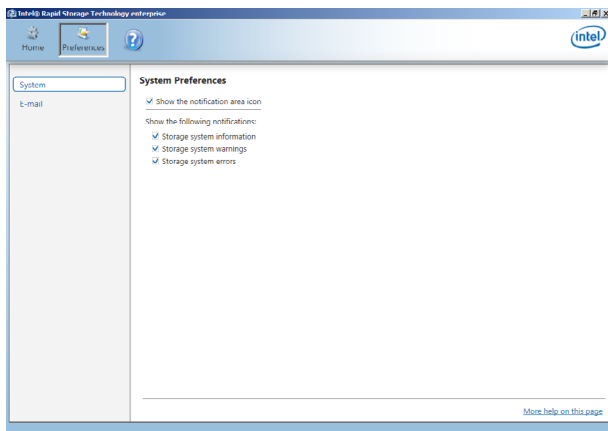 Intel® Rapid Storage Technology enterprise
Home
Preferences
?
intel
System
E-mail
System Preferences
Show the notification area icon
Show the following notifications:
Storage system information
Storage system warnings
Storage system errors
More help on this page